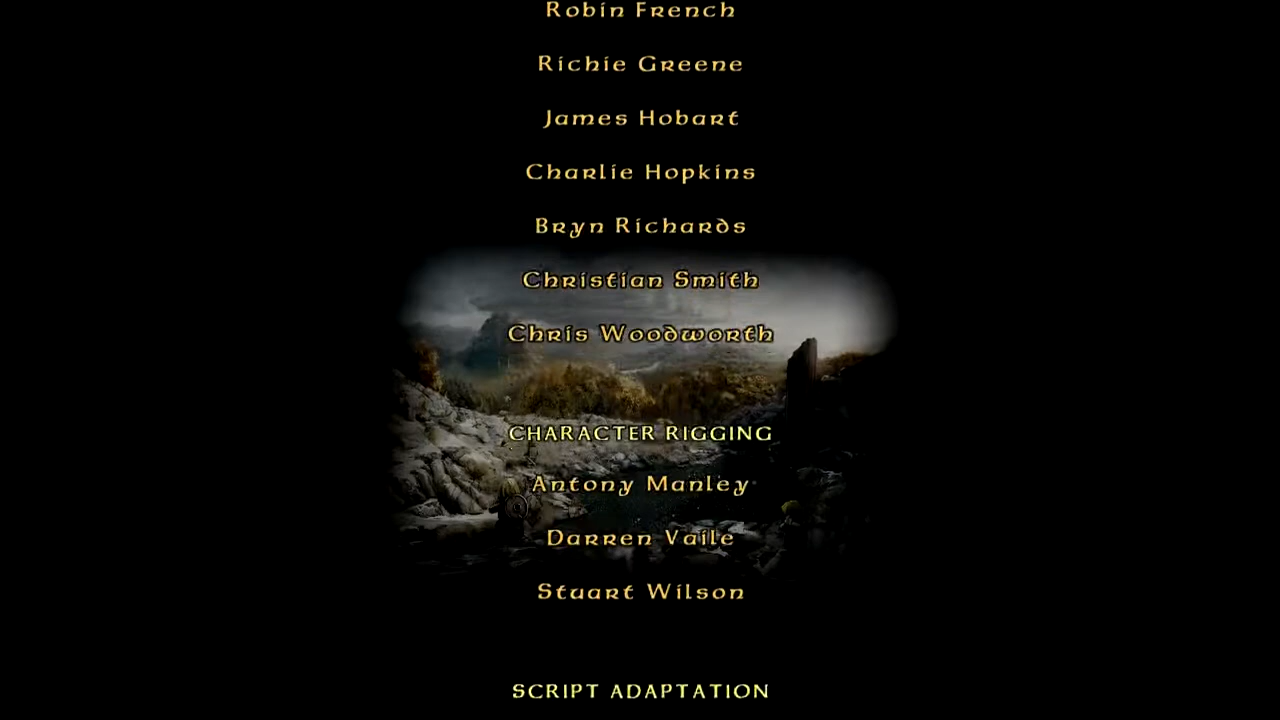 Robin French
Richie Greene
James Hobart
Charlie Hopkins
Bryn Richards
Christian Smith
Chris Woodworth
CHARACTER RIGGING
Antony Manley
Darren Vaile
Stuart Wilson
SCRIPT ADAPTATION